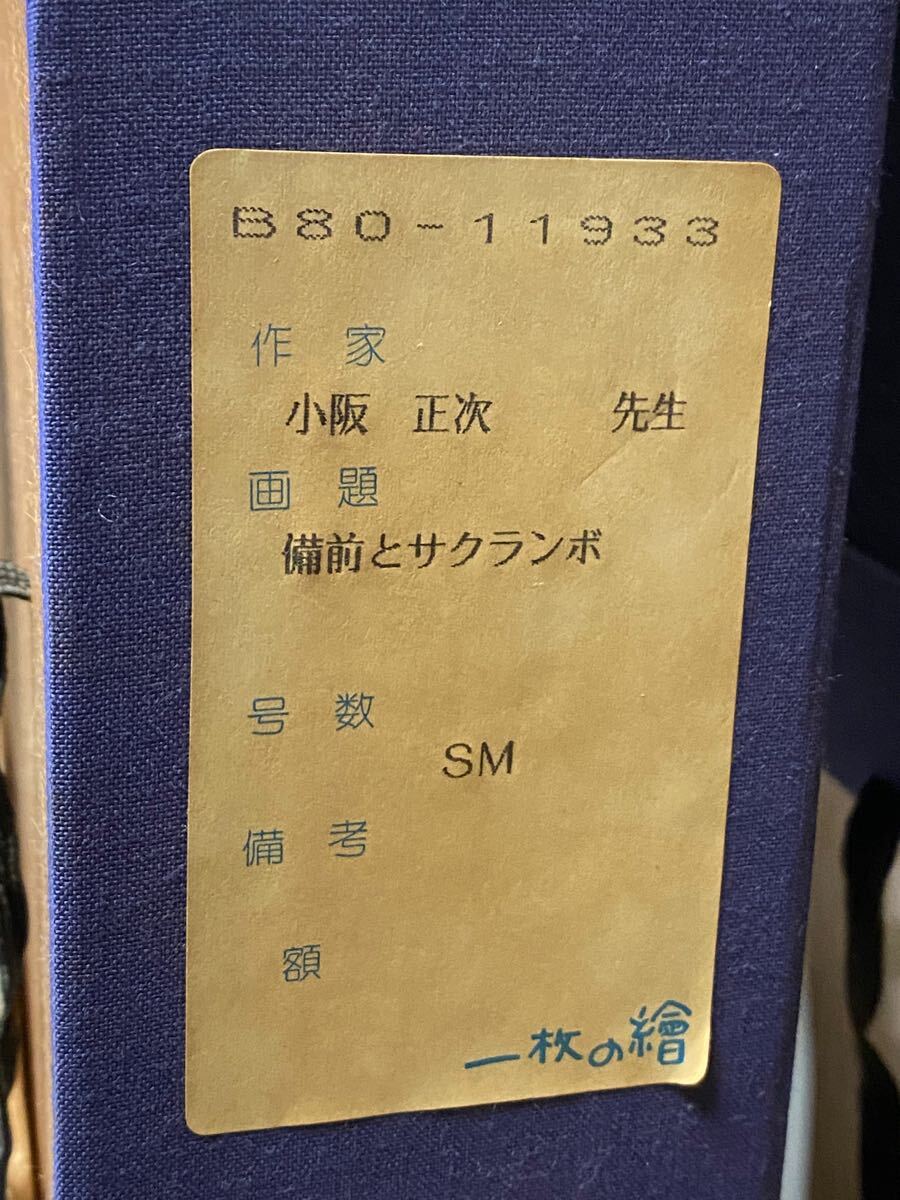 B80-11933
作家
小阪 正次 先生
画題
備前とサクランボ
号数
SM
備考
額
一枚の繪